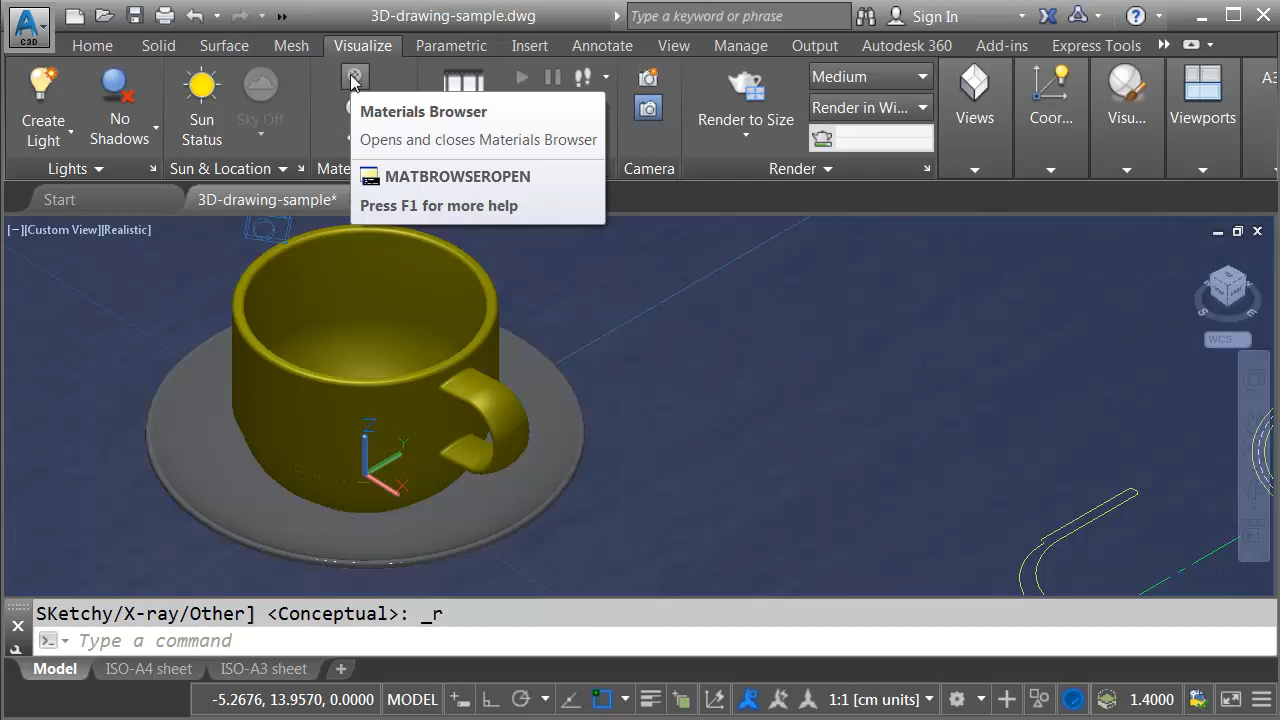 3D-drawing-sample.dwg
Type a keyword or phrase
Sign In
C3D
Home Solid Surface Mesh Visualize Parametric Insert Annotate View Manage Output Autodesk 360 Add-ins Express Tools
Create Light
No Shadows
Sun Status
Sky Off
Render to Size
Medium
Render in Wi...
Views
Coor...
Visu...
Viewports
Lights
Sun & Location
Mate
Camera
Render
Materials Browser
Opens and closes Materials Browser
MATBROWSEROPEN
Press F1 for more help
Start
3D-drawing-sample*
[−][Custom View][Realistic]
S
E
WCS
Z
Y
X
SKetchy/X-ray/Other] <Conceptual>: _r
Type a command
Model
ISO-A4 sheet
ISO-A3 sheet
+
-5.2676, 13.9570, 0.0000
MODEL
1:1 [cm units]
1.4000